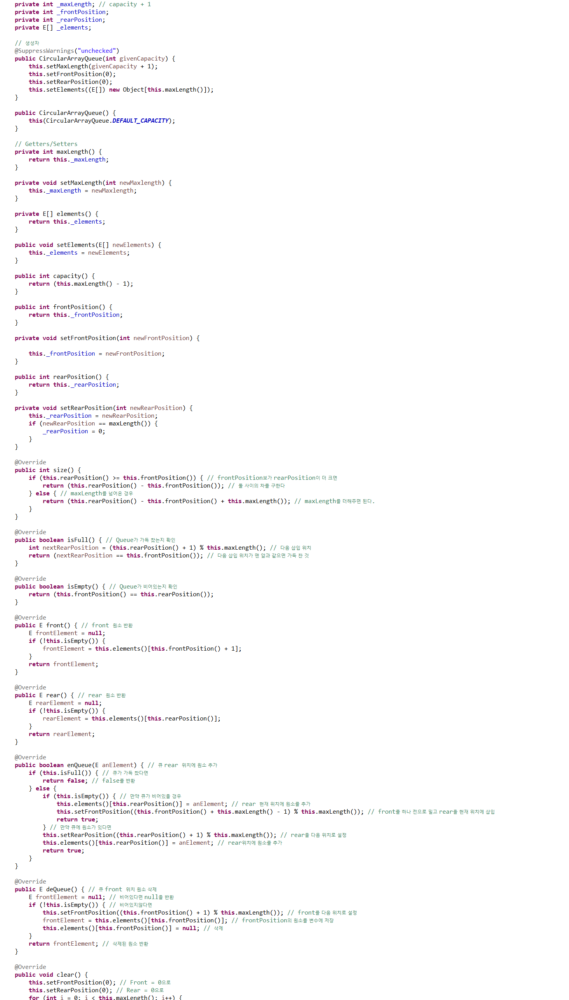 private int _maxLength; // capacity + 1
private int _frontPosition;
private int _rearPosition;
private E[] _elements;
// 생성자
@SuppressWarnings("unchecked")
public CircularArrayQueue(int givenCapacity) {
this.setMaxLength(givenCapacity + 1);
this.setFrontPosition(0);
this.setRearPosition(0);
this.setElements((E[]) new Object[this.maxLength()]);
}
public CircularArrayQueue() {
this(CircularArrayQueue.DEFAULT_CAPACITY);
}
// Getters/Setters
private int maxLength() {
return this._maxLength;
}
private void setMaxLength(int newMaxlength) {
this._maxLength = newMaxlength;
}
private E[] elements() {
return this._elements;
}
public void setElements(E[] newElements) {
this._elements = newElements;
}
public int capacity() {
return (this.maxLength() - 1);
}
public int frontPosition() {
return this._frontPosition;
}
private void setFrontPosition(int newFrontPosition) {
this._frontPosition = newFrontPosition;
}
public int rearPosition() {
return this._rearPosition;
}
private void setRearPosition(int newRearPosition) {
this._rearPosition = newRearPosition;
if (newRearPosition == maxLength()) {
_rearPosition = 0;
}
}
@Override
public int size() {
if (this.rearPosition() >= this.frontPosition()) { // frontPosition보가 rearPosition이 더 크면
return (this.rearPosition() - this.frontPosition()); // 둘 사이의 차를 구한다
} else { // maxLength를 넘어온 경우
return (this.rearPosition() - this.frontPosition() + this.maxLength()); // maxLength를 더해주면 된다.
}
}
@Override
public boolean isFull() { // Queue가 가득 찼는지 확인
int nextRearPosition = (this.rearPosition() + 1) % this.maxLength(); // 다음 삽입 위치
return (nextRearPosition == this.frontPosition()); // 다음 삽입 위치가 맨 앞과 같으면 가득 찬 것
}
@Override
public boolean isEmpty() { // Queue가 비어있는지 확인
return (this.frontPosition() == this.rearPosition());
}
@Override
public E front() { // front 원소 반환
E frontElement = null;
if (!this.isEmpty()) {
frontElement = this.elements()[this.frontPosition() + 1];
}
return frontElement;
}
@Override
public E rear() { // rear 원소 반환
E rearElement = null;
if (!this.isEmpty()) {
rearElement = this.elements()[this.rearPosition()];
}
return rearElement;
}
@Override
public boolean enQueue(E anElement) { // 큐 rear 위치에 원소 추가
if (this.isFull()) { // 큐가 가득 찼다면
return false; // false를 반환
} else {
if (this.isEmpty()) { // 만약 큐가 비어있을 경우
this.elements()[this.rearPosition()] = anElement; // rear 현재 위치에 원소를 추가
this.setFrontPosition((this.frontPosition() + this.maxLength() - 1) % this.maxLength()); // front를 하나 전으로 밀고 rear을 현재 위치에 삽입
return true;
} // 만약 큐에 원소가 있다면
this.setRearPosition((this.rearPosition() + 1) % this.maxLength()); // rear을 다음 위치로 설정
this.elements()[this.rearPosition()] = anElement; // rear위치에 원소를 추가
return true;
}
}
@Override
public E deQueue() { // 큐 front 위치 원소 삭제
E frontElement = null; // 비어있다면 null을 반환
if (!this.isEmpty()) { // 비어있지않다면
this.setFrontPosition((this.frontPosition() + 1) % this.maxLength()); // front를 다음 위치로 설정
frontElement = this.elements()[this.frontPosition()]; // frontPosition의 원소를 변수에 저장
this.elements()[this.frontPosition()] = null; // 삭제
}
return frontElement; // 삭제된 원소 반환
}
@Override
public void clear() {
this.setFrontPosition(0); // Front = 0으로
this.setRearPosition(0); // Rear = 0으로
for (int i = 0; i < this.maxLength(); i++) {